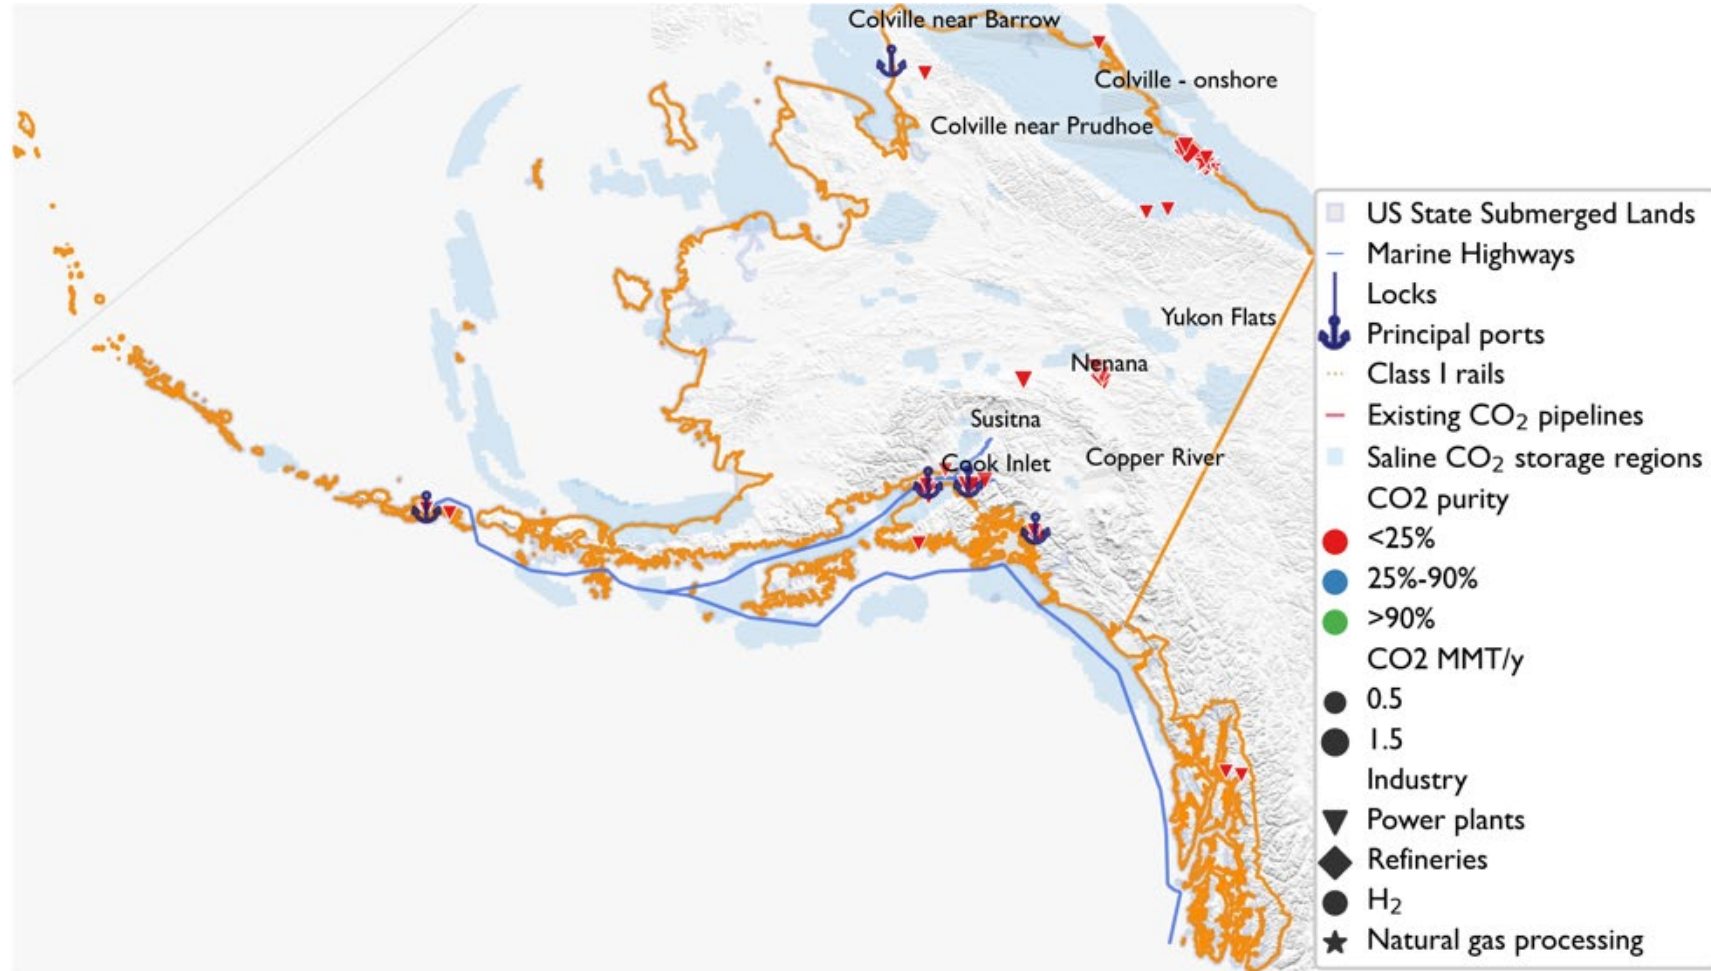 Colville near Barrow
Colville - onshore
Colville near Prudhoe
Yukon Flats
Nenana
Susitna
Cook Inlet
Copper River
US State Submerged Lands
Marine Highways
Locks
Principal ports
Class I rails
Existing CO₂ pipelines
Saline CO₂ storage regions
CO2 purity
<25%
25%-90%
>90%
CO2 MMT/y
0.5
1.5
Industry
Power plants
Refineries
H₂
Natural gas processing